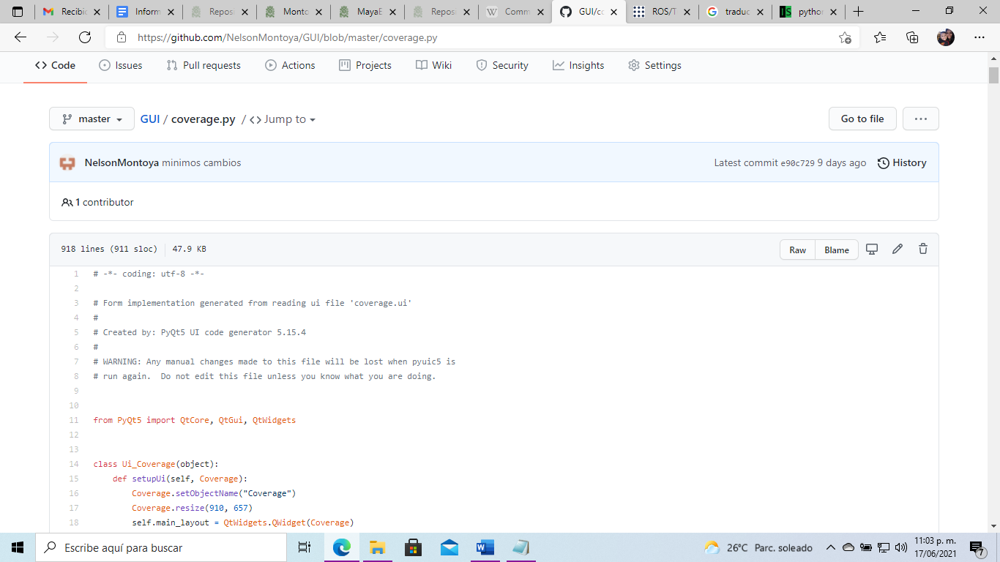 Recibic Inform Reposi Monto MayaE Reposi Comm GUI/co ROS/T traduc python
https://github.com/NelsonMontoya/GUI/blob/master/coverage.py
Code Issues Pull requests Actions Projects Wiki Security Insights Settings
master GUI / coverage.py / <> Jump to Go to file ...
NelsonMontoya minimos cambios Latest commit e90c729 9 days ago History
1 contributor
918 lines (911 sloc) 47.9 KB Raw Blame
1 # -*- coding: utf-8 -*-
2
3 # Form implementation generated from reading ui file 'coverage.ui'
4 #
5 # Created by: PyQt5 UI code generator 5.15.4
6 #
7 # WARNING: Any manual changes made to this file will be lost when pyuic5 is
8 # run again.  Do not edit this file unless you know what you are doing.
9
10
11 from PyQt5 import QtCore, QtGui, QtWidgets
12
13
14 class Ui_Coverage(object):
15     def setupUi(self, Coverage):
16         Coverage.setObjectName("Coverage")
17         Coverage.resize(910, 657)
18         self.main_layout = QtWidgets.QWidget(Coverage)
Escribe aquí para buscar 26°C Parc. soleado 11:03 p. m.
17/06/2021 7